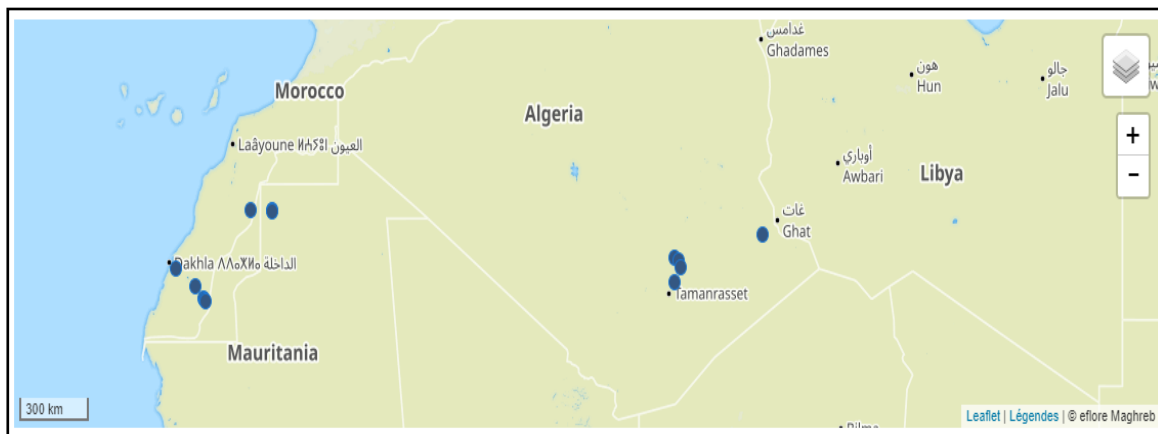 غدامس
Ghadames
هون
Hun
جالو
Jalu
Morocco
Algeria
Laâyoune ⵍⵄⵢⵓⵏ العيون
أوباري
Awbari
Libya
غات
Ghat
Dakhla ⴷⴷⴰⵅⵍⴰ الداخلة
Tamanrasset
Mauritania
+
−
300 km
Leaflet | Légendes | © eflore Maghreb